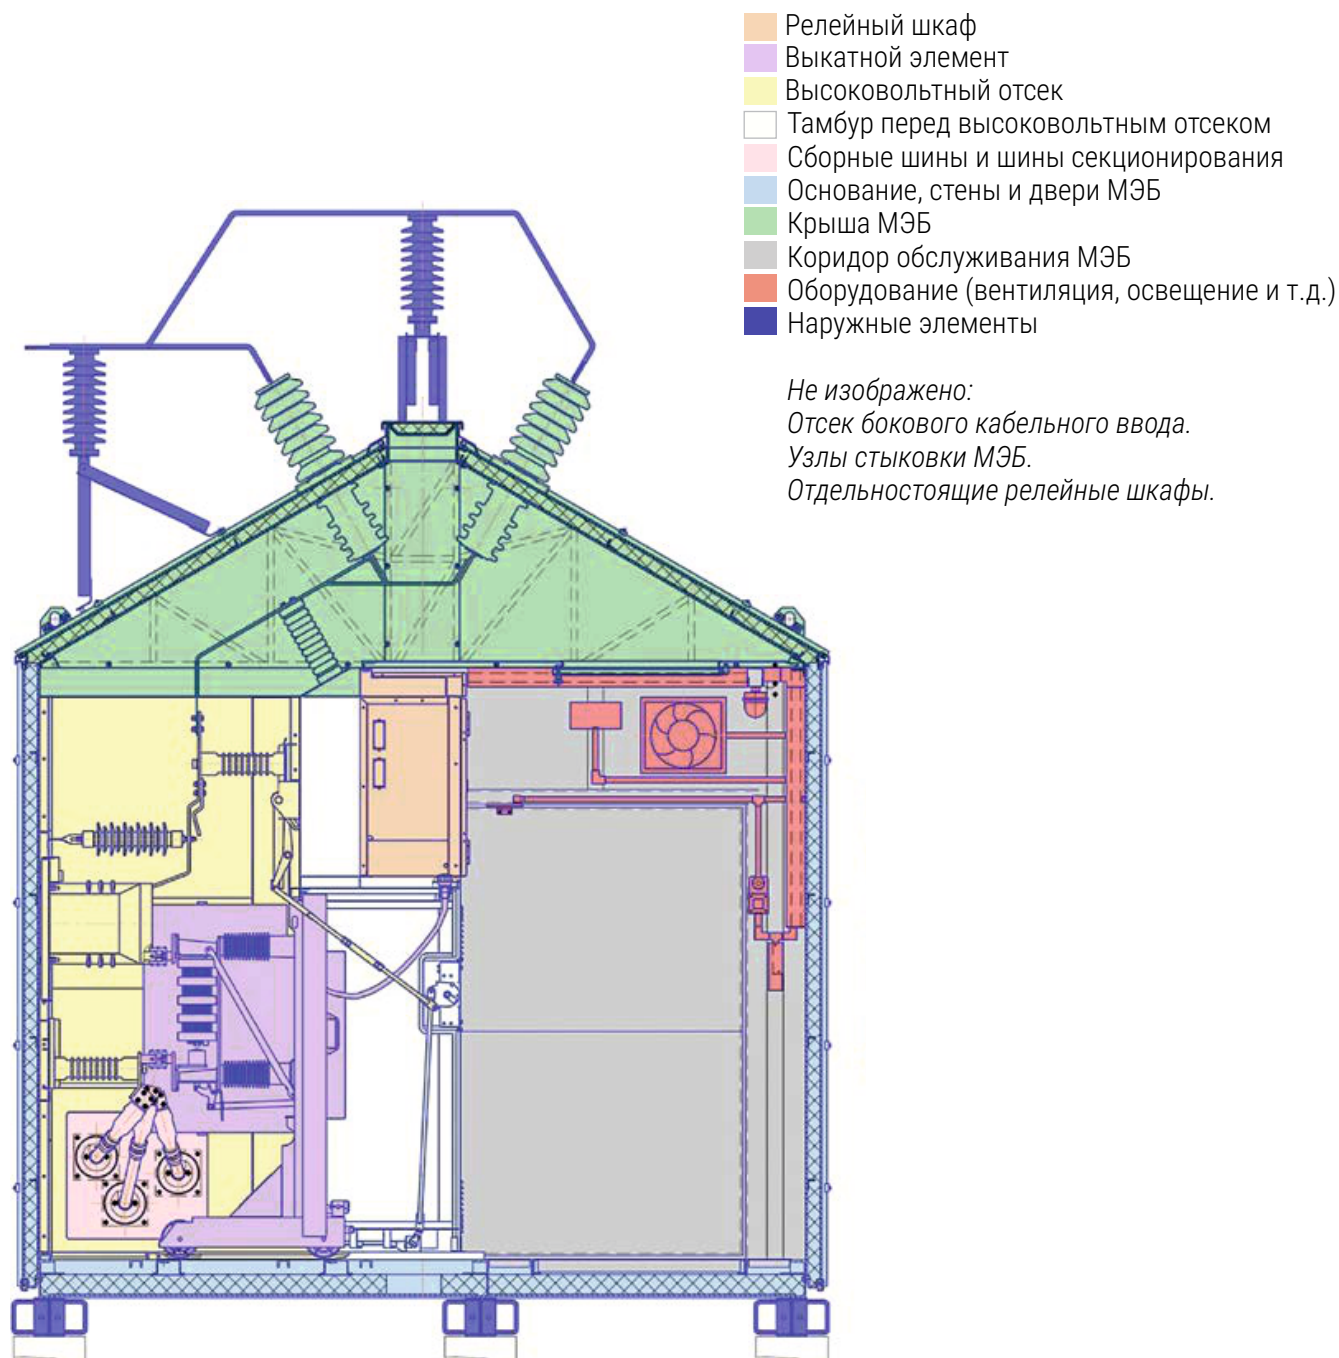 Релейный шкаф
Выкатной элемент
Высоковольтный отсек
Тамбур перед высоковольтным отсеком
Сборные шины и шины секционирования
Основание, стены и двери МЭБ
Крыша МЭБ
Коридор обслуживания МЭБ
Оборудование (вентиляция, освещение и т.д.)
Наружные элементы
Не изображено:
Отсек бокового кабельного ввода.
Узлы стыковки МЭБ.
Отдельностоящие релейные шкафы.